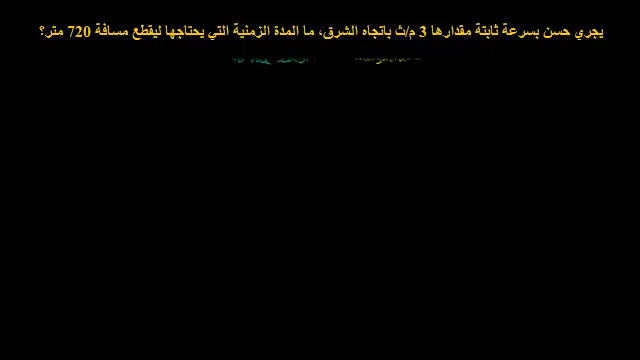 يجري حسن بسرعة ثابتة مقدارها 3 م/ث باتجاه الشرق، ما المدة الزمنية التي يحتاجها ليقطع مسافة 720 متر؟